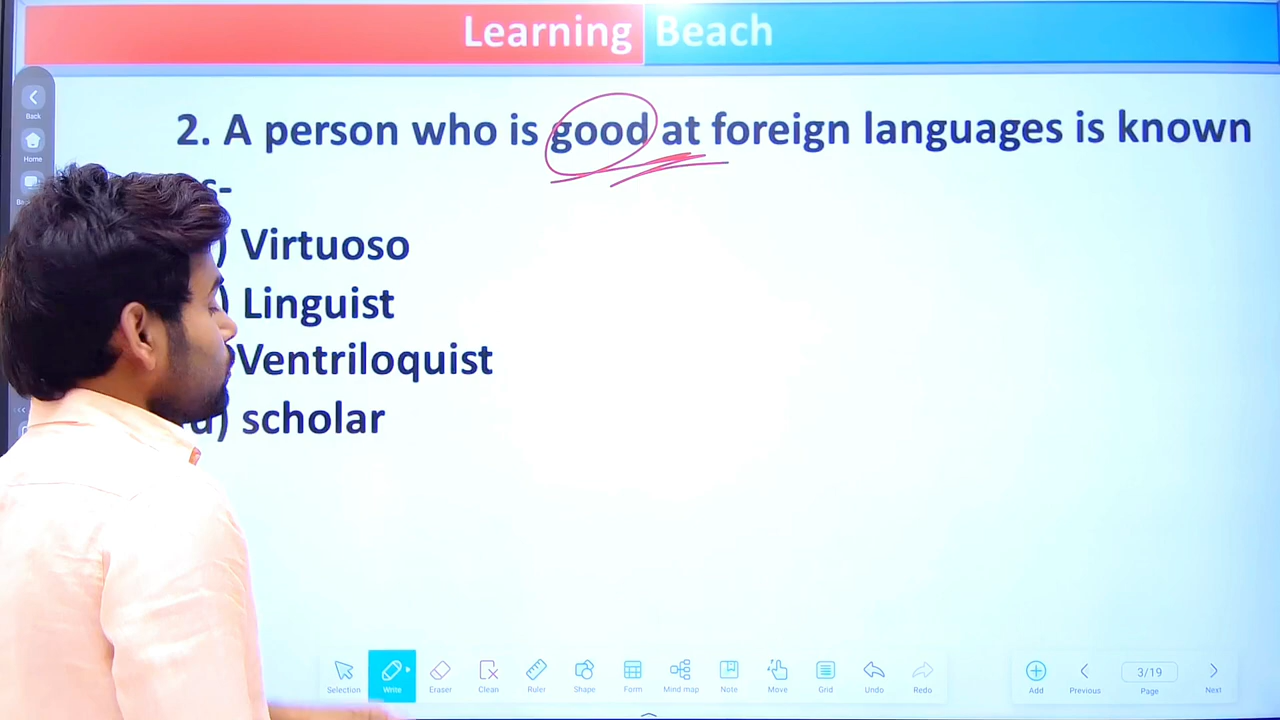 Learning Beach
2. A person who is good at foreign languages is known
s-
) Virtuoso
) Linguist
Ventriloquist
d) scholar
Back
Home
Selection Write Eraser Clean Ruler Shape Form Mind map Note Move Grid Undo Redo Add Previous 3/19 Page Next